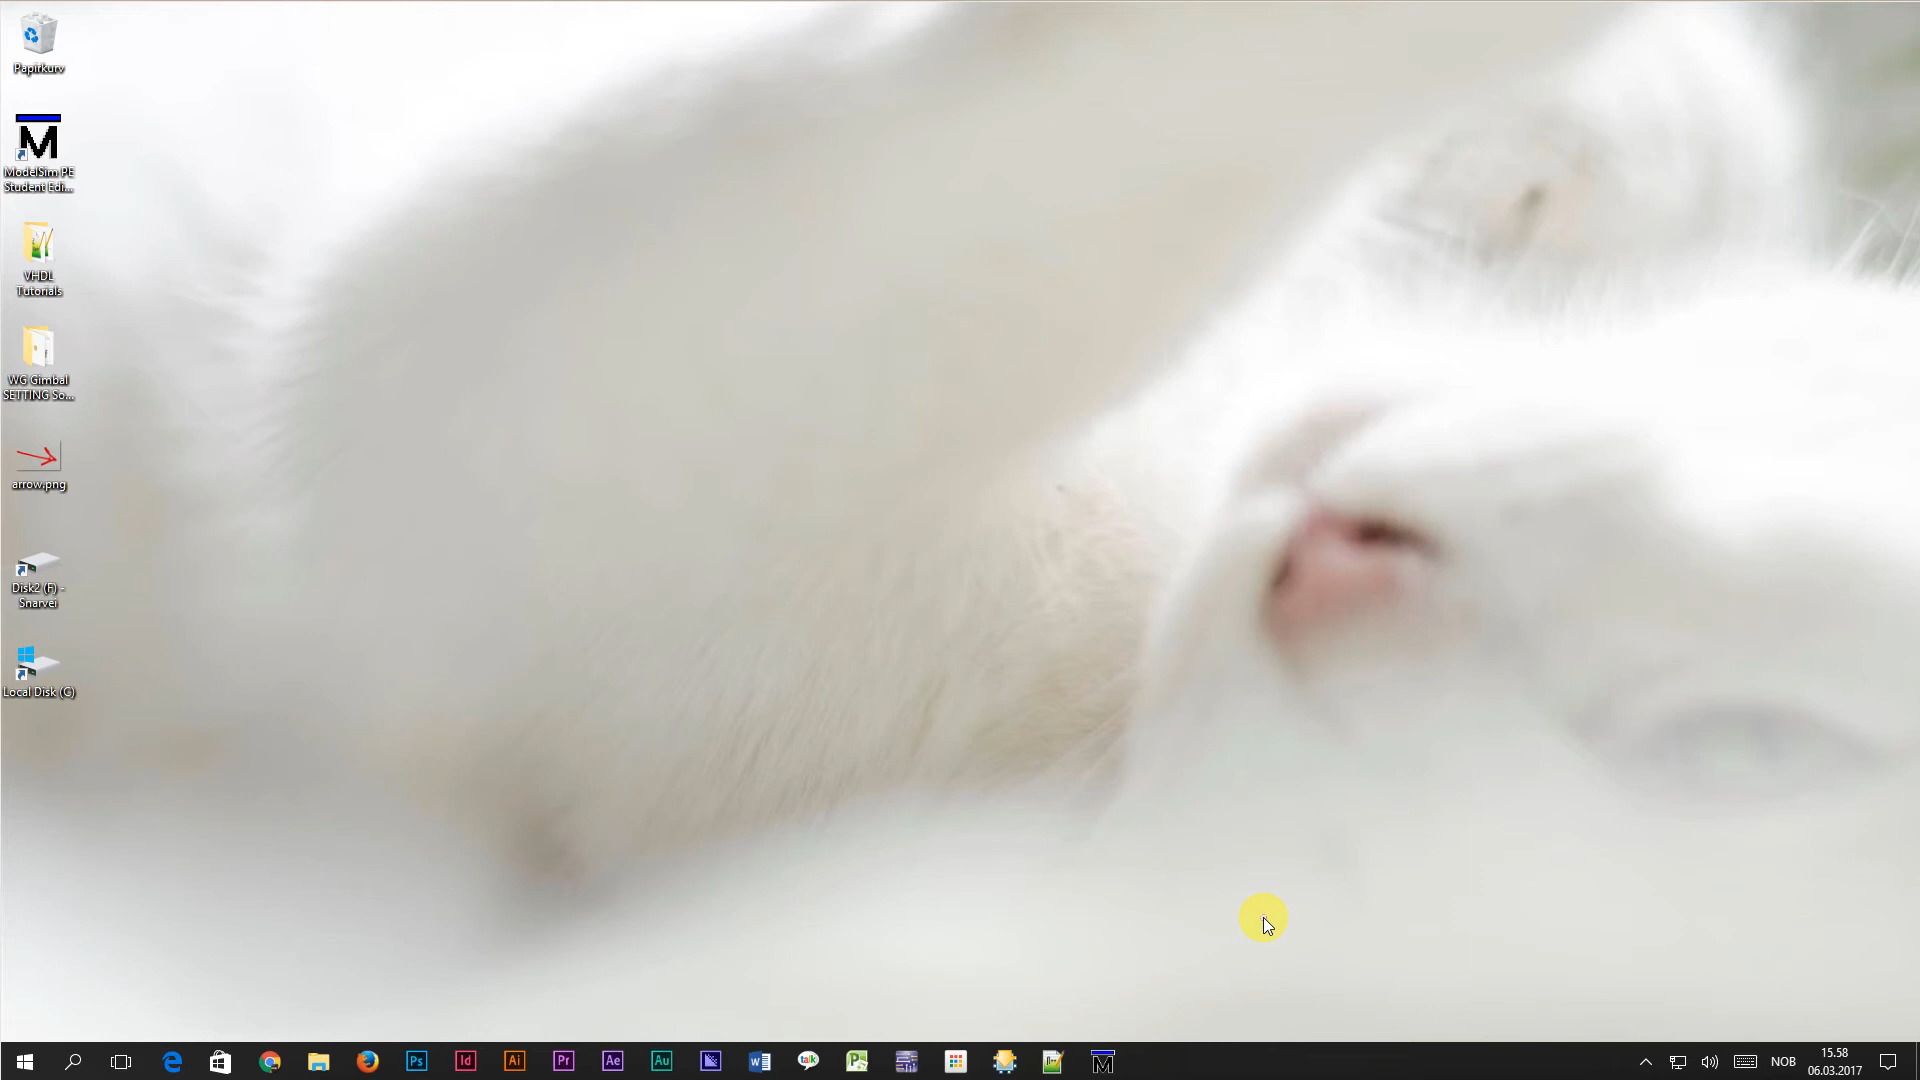 Papirkurv
M
ModelSim PE
Student Edi...
VHDL
Tutorials
WG Gimbal
SETTING So...
arrow.png
Disk2 (F) -
Snarvei
Local Disk (C)
Ps
Id
Ai
Pr
Ae
Au
W
talk
M
NOB
15.58
06.03.2017